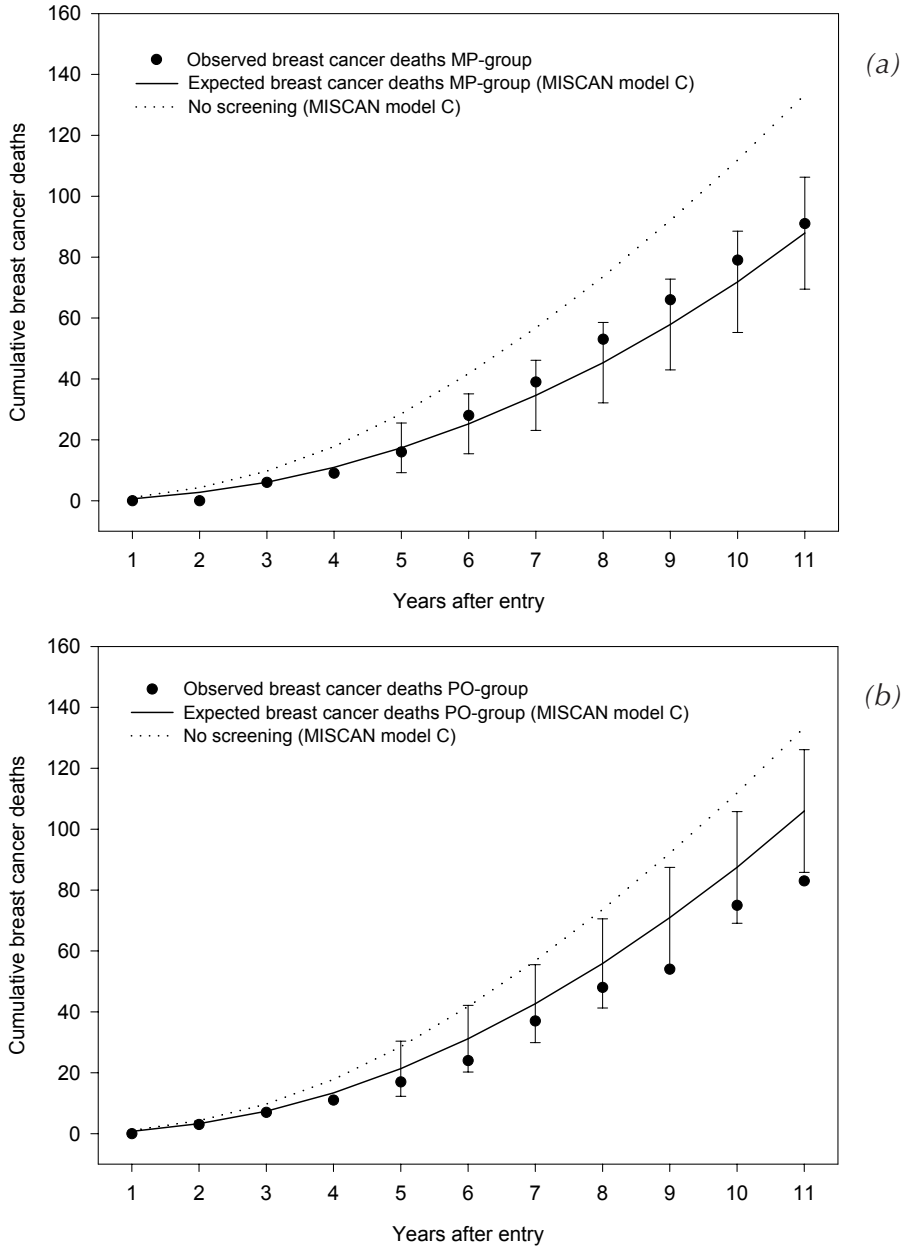 160
140
120
100
80
60
40
20
0
Cumulative breast cancer deaths
Observed breast cancer deaths MP-group
Expected breast cancer deaths MP-group (MISCAN model C)
No screening (MISCAN model C)
(a)
1 2 3 4 5 6 7 8 9 10 11
Years after entry
160
140
120
100
80
60
40
20
0
Cumulative breast cancer deaths
Observed breast cancer deaths PO-group
Expected breast cancer deaths PO-group (MISCAN model C)
No screening (MISCAN model C)
(b)
1 2 3 4 5 6 7 8 9 10 11
Years after entry